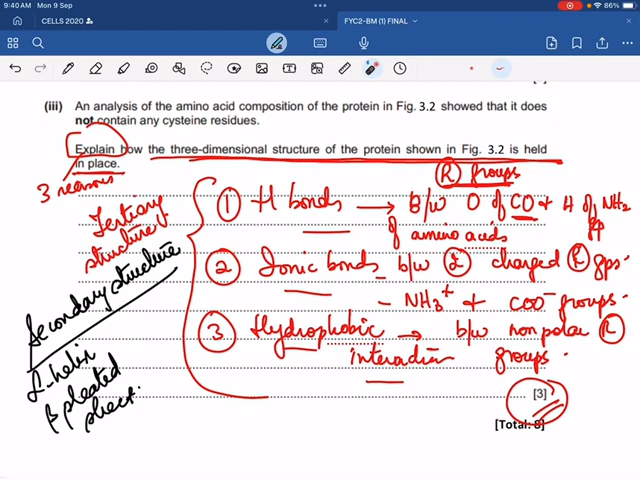 9:40 AM Mon 9 Sep
86%
CELLS 2020
FYC2-BM (1) FINAL
(iii) An analysis of the amino acid composition of the protein in Fig. 3.2 showed that it does
not contain any cysteine residues.
Explain how the three-dimensional structure of the protein shown in Fig. 3.2 is held
in place.
3 reasons
R groups
① H bonds → b/w O of CO & H of NH2
gp
of amino acids
Tertiary
structure
② Ionic bonds b/w ② charged R gps.
- NH3+ & COO- groups.
Secondary structure
③ Hydrophobic → b/w non polar R
interaction groups.
α-helix
β pleated
sheet.
[3]
[Total: 8]